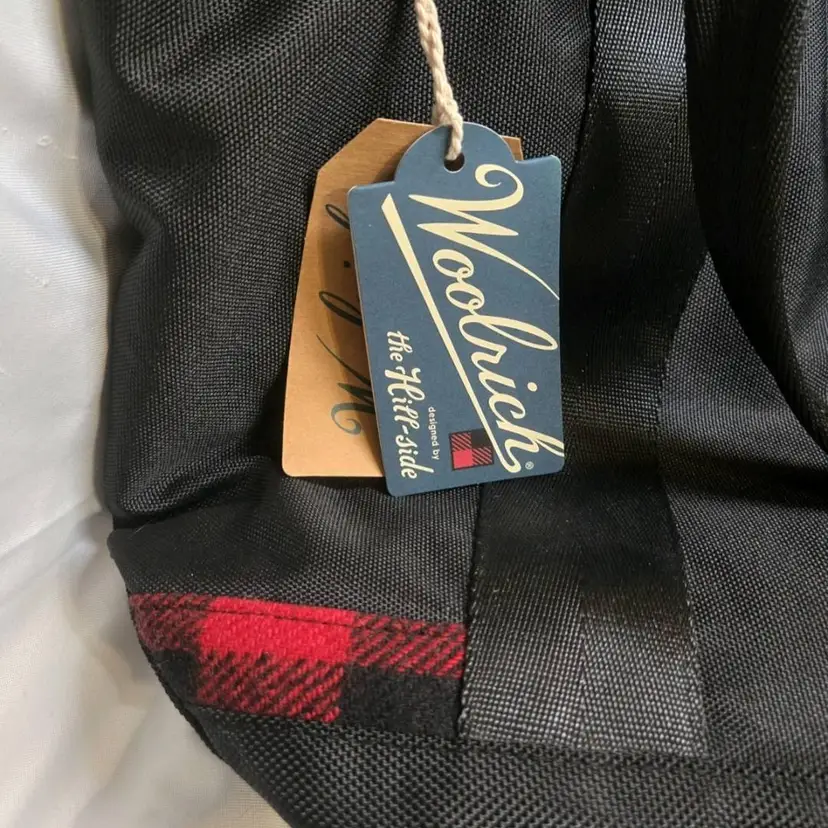 Woolrich®
designed by
the Hill-side